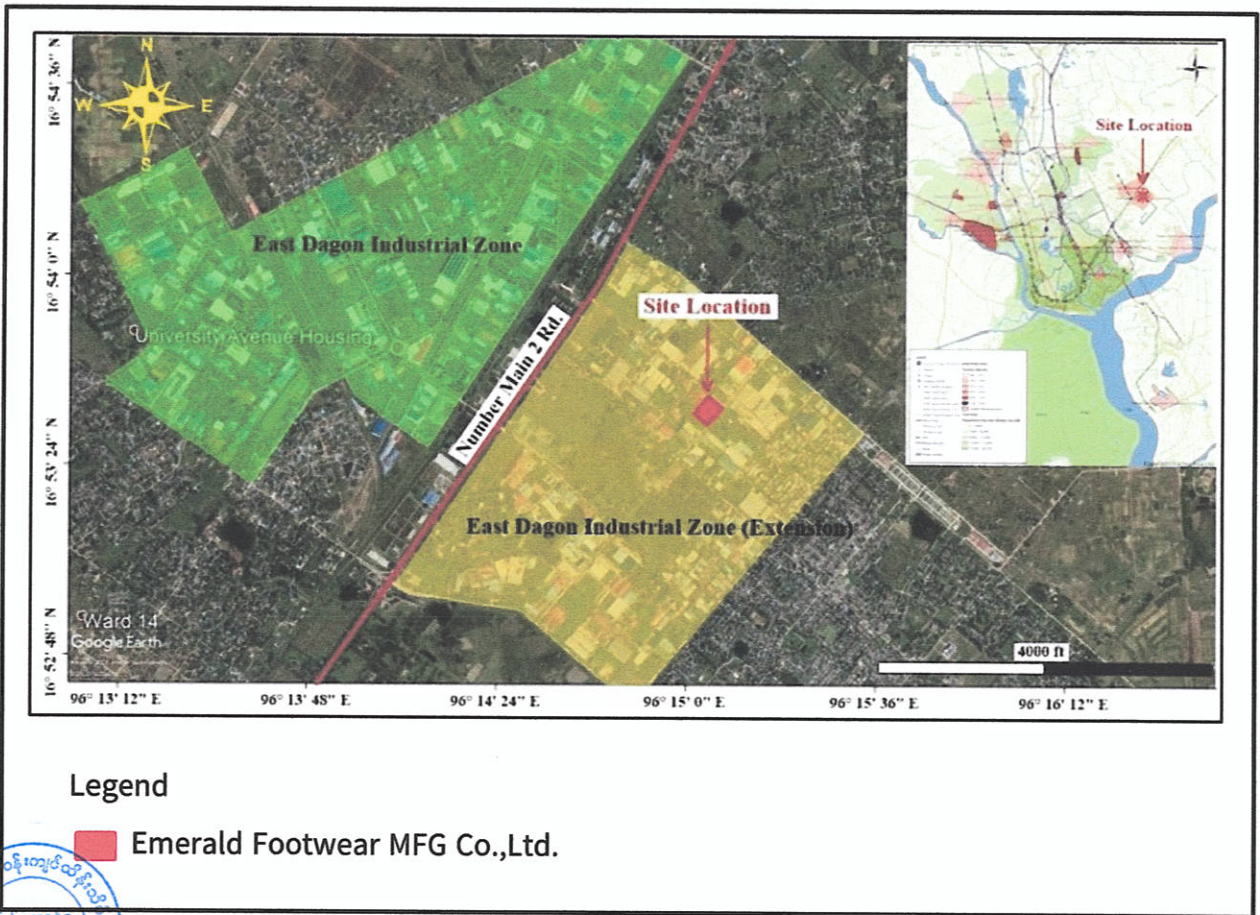 N
W
E
S
16° 54' 36" N
16° 54' 0" N
16° 53' 24" N
16° 52' 48" N
East Dagon Industrial Zone
University Avenue Housing
Number Main 2 Rd.
Site Location
Site Location
East Dagon Industrial Zone (Extension)
Ward 14
Google Earth
4000 ft
96° 13' 12" E
96° 13' 48" E
96° 14' 24" E
96° 15' 0" E
96° 15' 36" E
96° 16' 12" E
Legend
Emerald Footwear MFG Co.,Ltd.